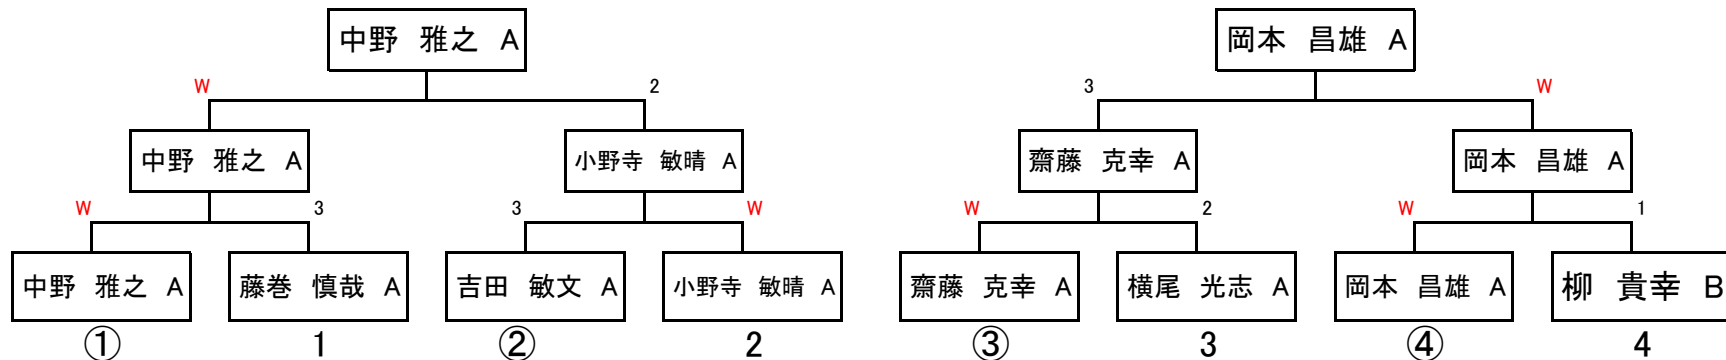 中野 雅之 A 岡本 昌雄 A
W 2 3 W
中野 雅之 A 小野寺 敏晴 A 齋藤 克幸 A 岡本 昌雄 A
W 3 3 W W 2 W 1
中野 雅之 A 藤巻 慎哉 A 吉田 敏文 A 小野寺 敏晴 A 齋藤 克幸 A 横尾 光志 A 岡本 昌雄 A 柳 貴幸 B
① 1 ② 2 ③ 3 ④ 4